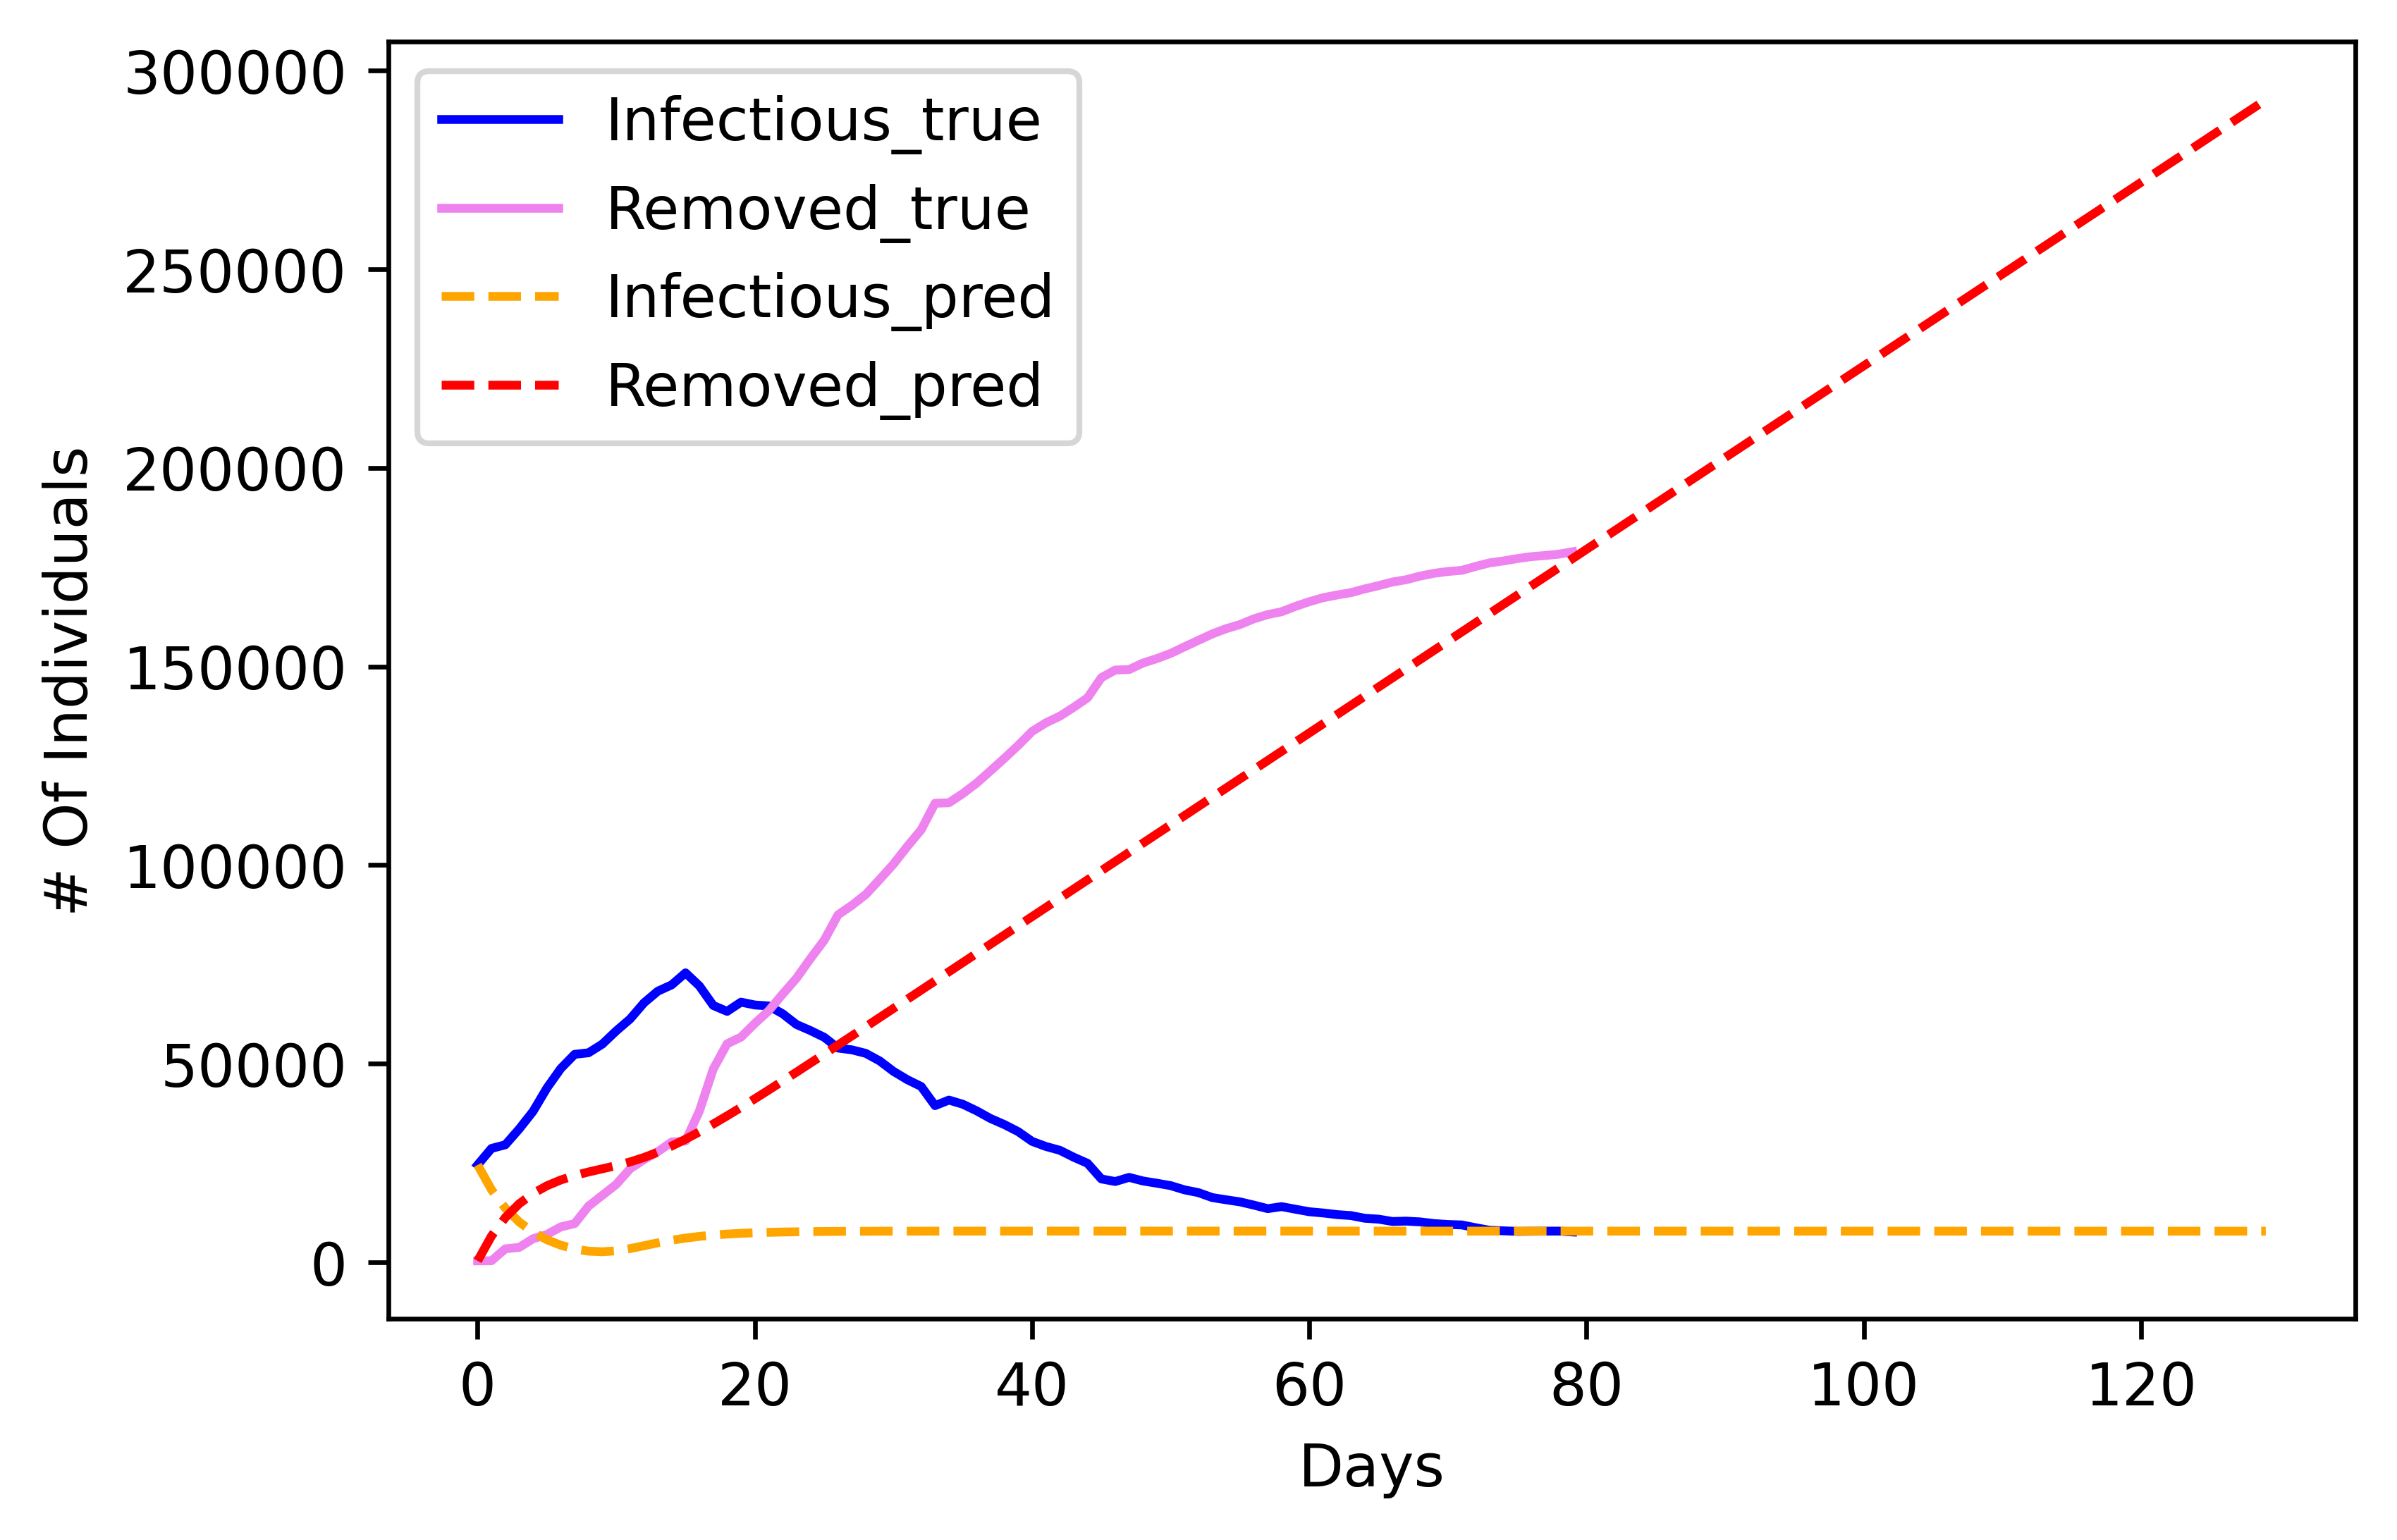 300000
250000
200000
150000
100000
50000
0
# Of Individuals
Infectious_true
Removed_true
Infectious_pred
Removed_pred
0 20 40 60 80 100 120
Days